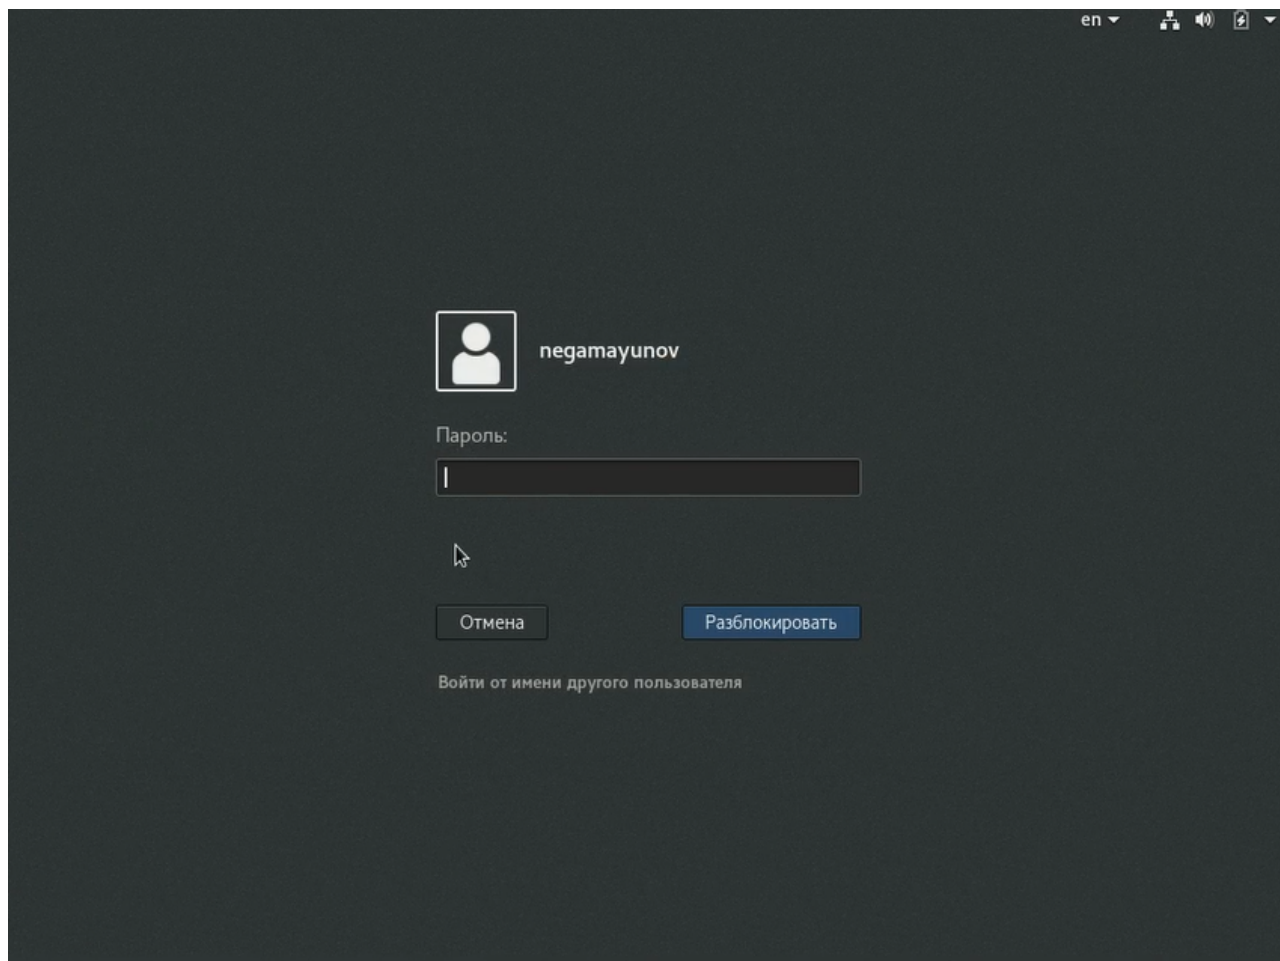 en
negamayunov
Пароль:
Отмена
Разблокировать
Войти от имени другого пользователя